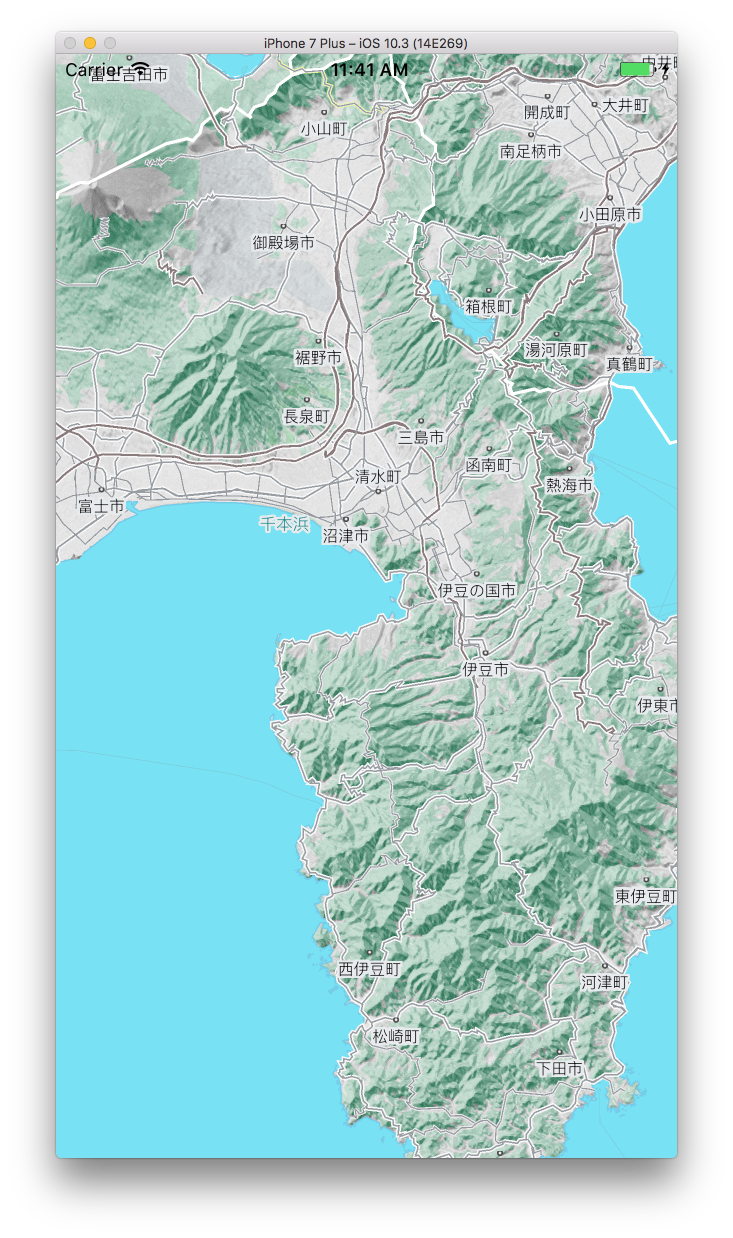 iPhone 7 Plus – iOS 10.3 (14E269)
Carrier
11:41 AM
富士吉田市
中井町
小山町
開成町
大井町
南足柄市
小田原市
御殿場市
箱根町
裾野市
湯河原町
真鶴町
長泉町
三島市
函南町
清水町
熱海市
富士市
千本浜
沼津市
伊豆の国市
伊豆市
伊東市
東伊豆町
西伊豆町
河津町
松崎町
下田市